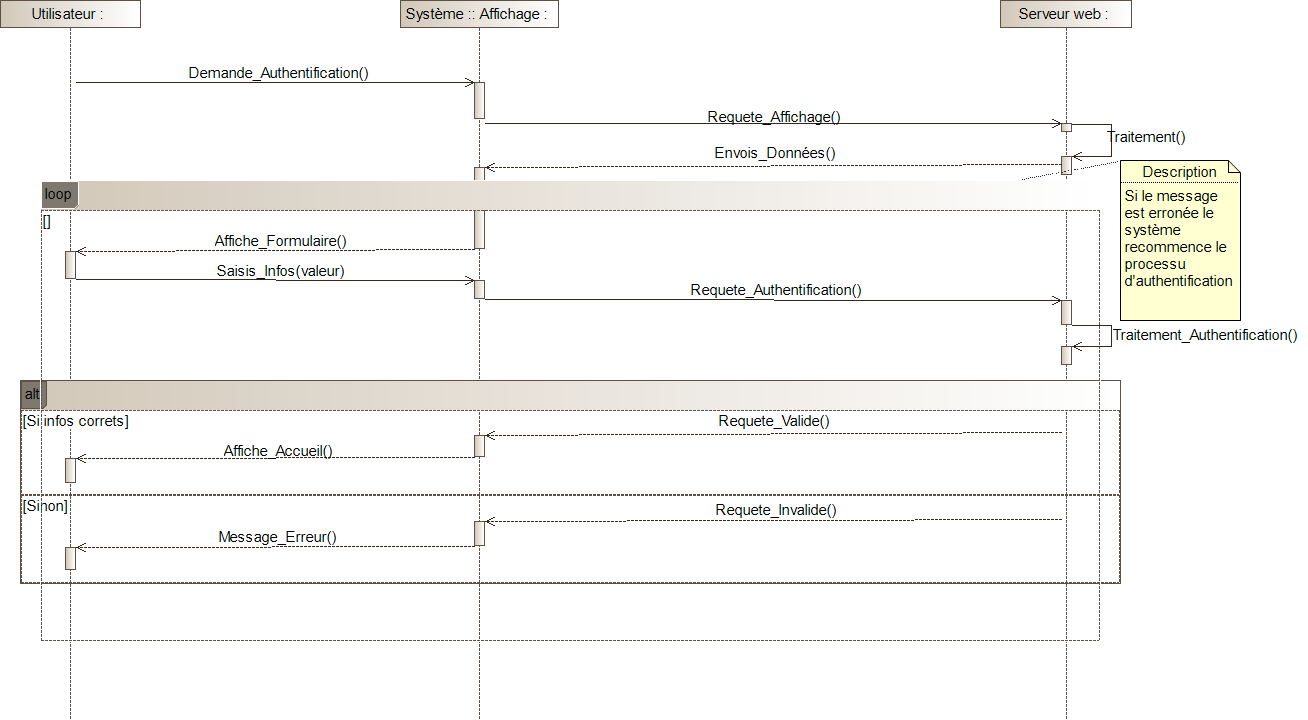 Utilisateur :
Système :: Affichage :
Serveur web :
Demande_Authentification()
Requete_Affichage()
Traitement()
Envois_Données()
Description
Si le message
est erronée le
système
recommence le
processu
d'authentification
loop
[]
Affiche_Formulaire()
Saisis_Infos(valeur)
Requete_Authentification()
Traitement_Authentification()
alt
[Si infos correts]
Requete_Valide()
Affiche_Accueil()
[Sinon]
Requete_Invalide()
Message_Erreur()